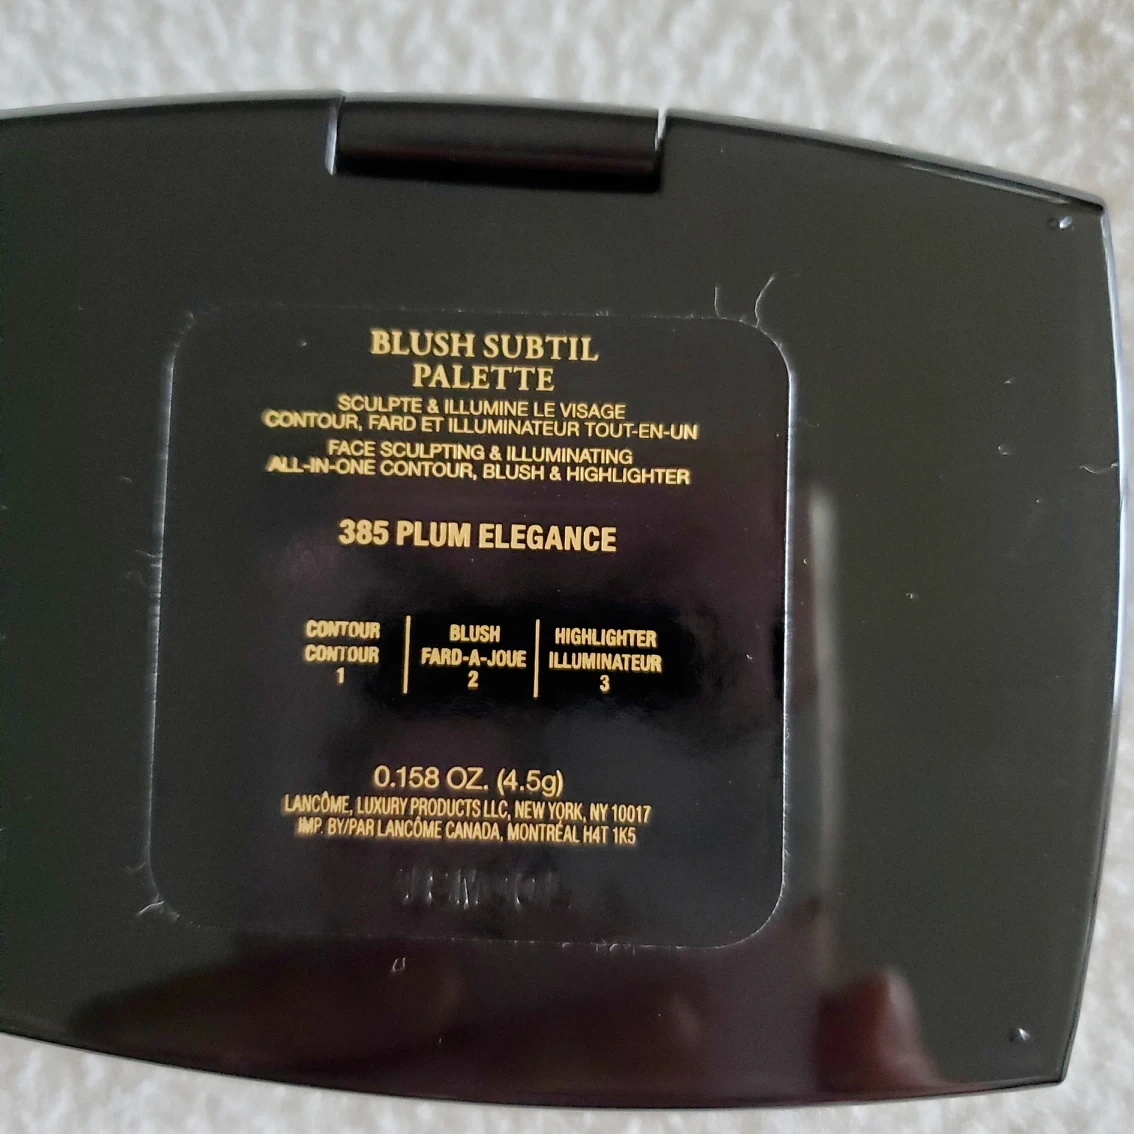 BLUSH SUBTIL
PALETTE
SCULPTE & ILLUMINE LE VISAGE
CONTOUR, FARD ET ILLUMINATEUR TOUT-EN-UN
FACE SCULPTING & ILLUMINATING
ALL-IN-ONE CONTOUR, BLUSH & HIGHLIGHTER
385 PLUM ELEGANCE
CONTOUR
CONTOUR
1
BLUSH
FARD-A-JOUE
2
HIGHLIGHTER
ILLUMINATEUR
3
0.158 OZ. (4.5g)
LANCÔME, LUXURY PRODUCTS LLC, NEW YORK, NY 10017
IMP. BY/PAR LANCÔME CANADA, MONTRÉAL H4T 1K5